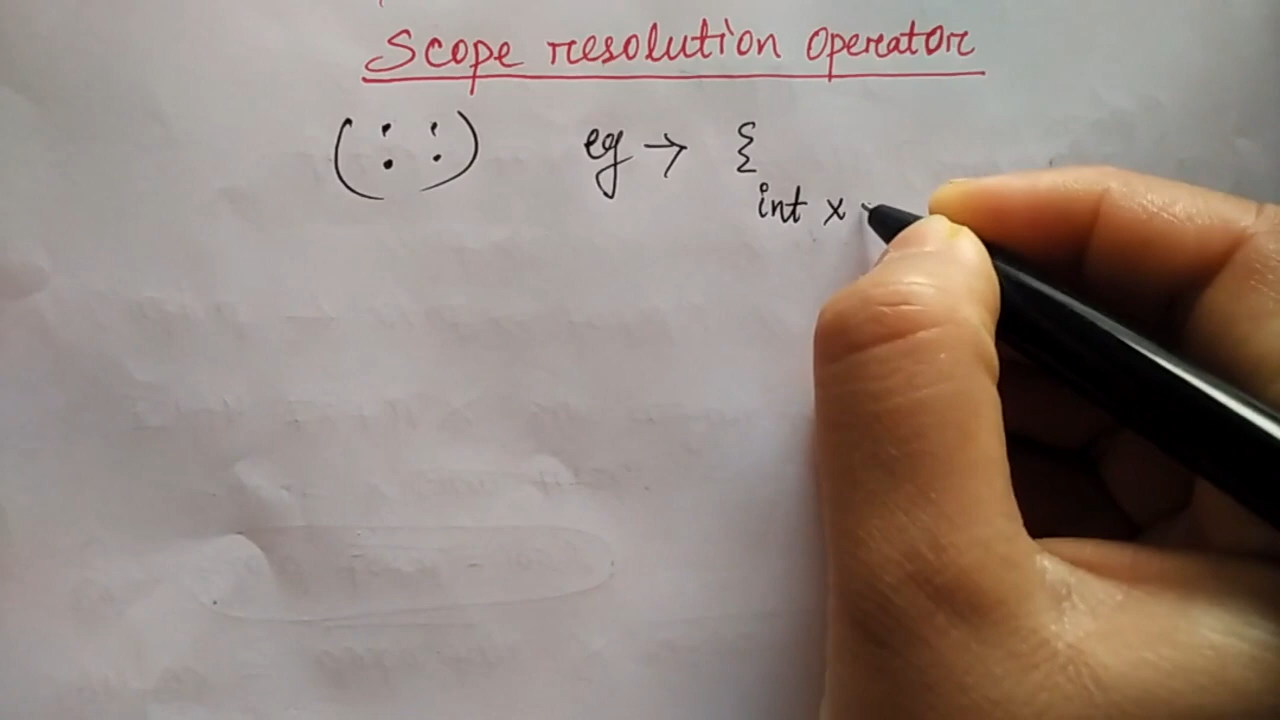 Scope resolution operator
(::) eg → {
int x